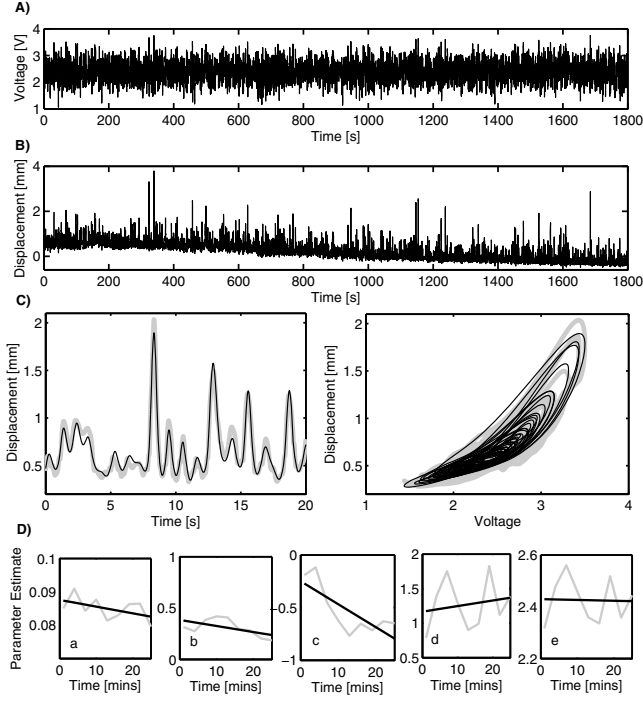 A)
Voltage [V]
4
3
2
1
0 200 400 600 800 1000 1200 1400 1600 1800
Time [s]
B)
Displacement [mm]
4
2
0
0 200 400 600 800 1000 1200 1400 1600 1800
Time [s]
C)
Displacement [mm]
2
1.5
1
0.5
0 5 10 15 20
Time [s]
Displacement [mm]
2
1.5
1
0.5
1 2 3 4
Voltage
D)
Parameter Estimate
0.1
0.09
0.08
a
0 10 20
Time [mins]
1
0.5
0
b
0 10 20
Time [mins]
0
−0.5
−1
c
0 10 20
Time [mins]
2
1.5
1
0.5
d
0 10 20
Time [mins]
2.6
2.4
2.2
e
0 10 20
Time [mins]